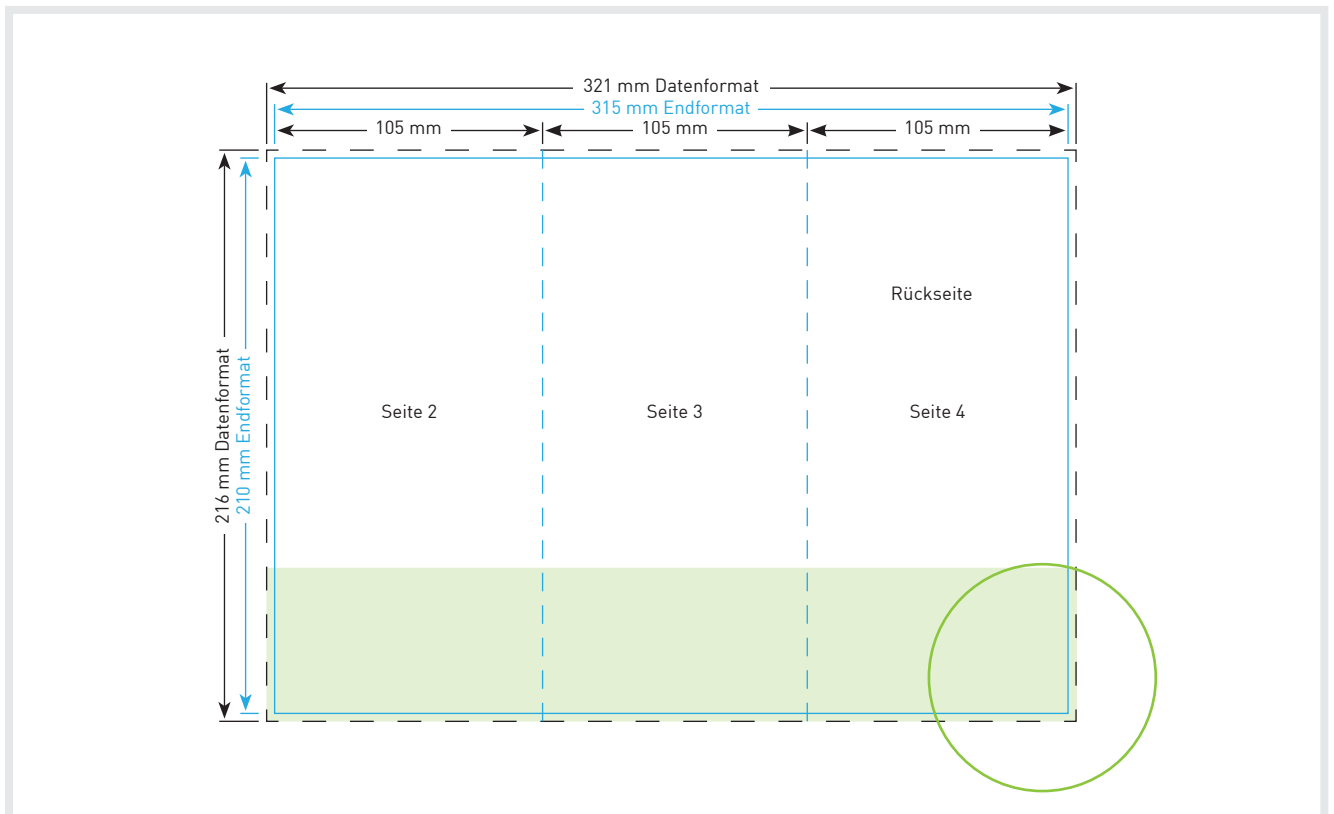 321 mm Datenformat
315 mm Endformat
105 mm
105 mm
105 mm
216 mm Datenformat
210 mm Endformat
Rückseite
Seite 2
Seite 3
Seite 4